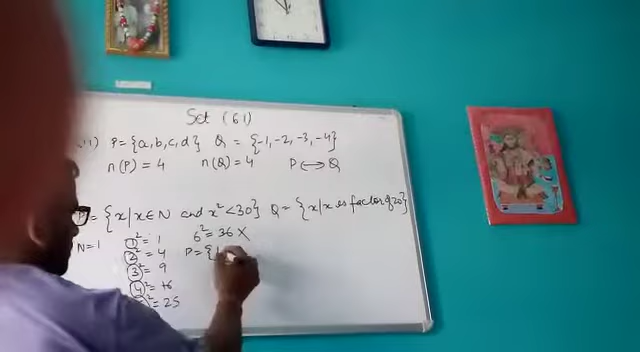 Set (61)
ii) P = {a, b, c, d} Q = {-1, -2, -3, -4}
n(P) = 4 n(Q) = 4 P ↔ Q
P = {x/x∈N and x² < 30} Q = {x/x is factor of 20}
N = 1 1² = 1 6² = 36 X
2² = 4 P = {1
3² = 9
4² = 16
5² = 25